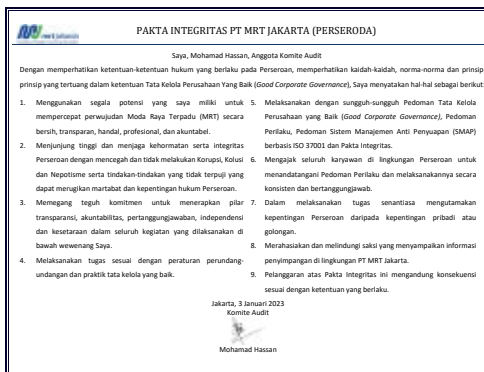 mrt jakarta
PAKTA INTEGRITAS PT MRT JAKARTA (PERSERODA)
Saya, Mohamad Hassan, Anggota Komite Audit
Dengan memperhatikan ketentuan-ketentuan hukum yang berlaku pada Perseroan, memperhatikan kaidah-kaidah, norma-norma dan prinsip
prinsip yang tertuang dalam ketentuan Tata Kelola Perusahaan Yang Baik (Good Corporate Governance), Saya menyatakan hal-hal sebagai berikut
1. Menggunakan segala potensi yang saya miliki untuk
mempercepat perwujudan Moda Raya Terpadu (MRT) secara
bersih, transparan, handal, profesional, dan akuntabel.
2. Menjunjung tinggi dan menjaga kehormatan serta integritas
Perseroan dengan mencegah dan tidak melakukan Korupsi, Kolusi
dan Nepotisme serta tindakan-tindakan yang tidak terpuji yang
dapat merugikan martabat dan kepentingan hukum Perseroan.
3. Memegang teguh komitmen untuk menerapkan pilar
transparansi, akuntabilitas, pertanggungjawaban, independensi
dan kesetaraan dalam seluruh kegiatan yang dilaksanakan di
bawah wewenang Saya.
4. Melaksanakan tugas sesuai dengan peraturan perundang-
undangan dan praktik tata kelola yang baik.
5. Melaksanakan dengan sungguh-sungguh Pedoman Tata Kelola
Perusahaan yang Baik (Good Corporate Governance), Pedoman
Perilaku, Pedoman Sistem Manajemen Anti Penyuapan (SMAP)
berbasis ISO 37001 dan Pakta Integritas.
6. Mengajak seluruh karyawan di lingkungan Perseroan untuk
menandatangani Pedoman Perilaku dan melaksanakannya secara
konsisten dan bertanggungjawab.
7. Dalam melaksanakan tugas senantiasa mengutamakan
kepentingan Perseroan daripada kepentingan pribadi atau
golongan.
8. Merahasiakan dan melindungi saksi yang menyampaikan informasi
penyimpangan di lingkungan PT MRT Jakarta.
9. Pelanggaran atas Pakta Integritas ini mengandung konsekuensi
sesuai dengan ketentuan yang berlaku.
Jakarta, 3 Januari 2023
Komite Audit
Mohamad Hassan